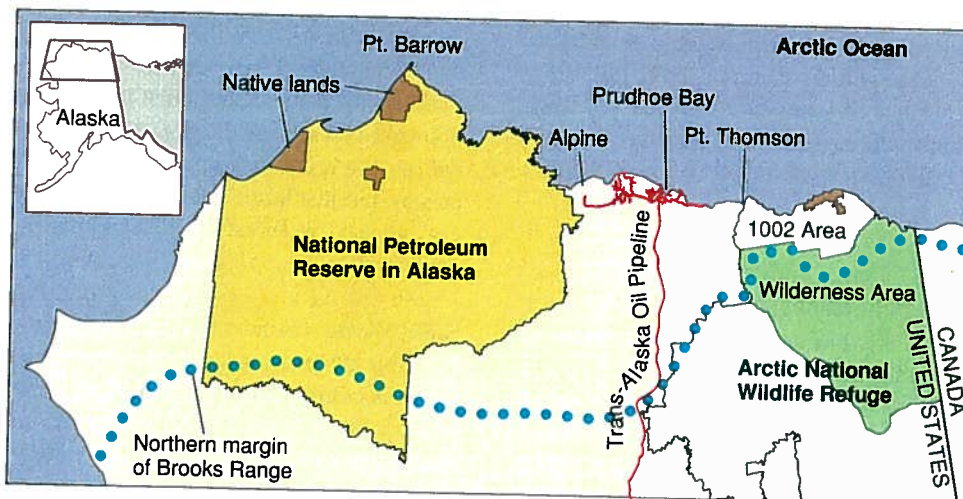 Alaska
Pt. Barrow
Native lands
Arctic Ocean
Prudhoe Bay
Alpine
Pt. Thomson
1002 Area
National Petroleum
Reserve in Alaska
Trans-Alaska Oil Pipeline
Wilderness Area
Arctic National
Wildlife Refuge
UNITED STATES
CANADA
Northern margin
of Brooks Range